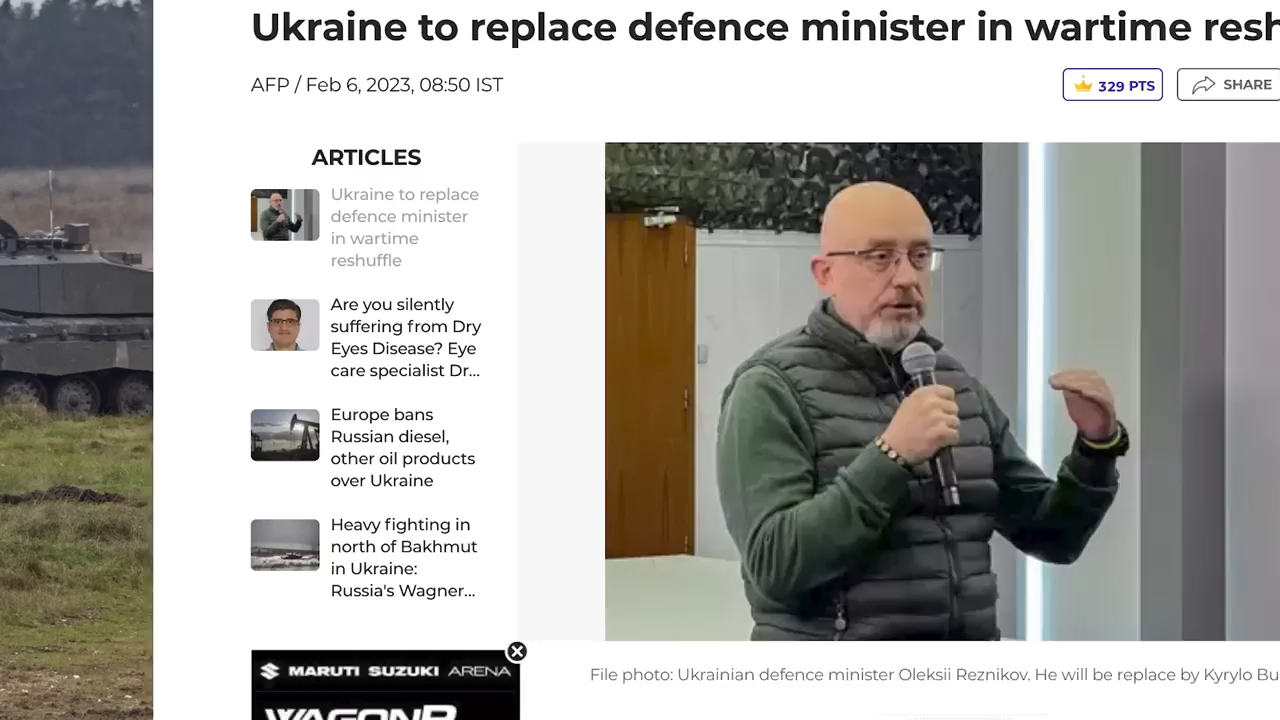 Ukraine to replace defence minister in wartime
AFP / Feb 6, 2023, 08:50 IST
329 PTS
SHARE
ARTICLES
Ukraine to replace
defence minister
in wartime
reshuffle
Are you silently
suffering from Dry
Eyes Disease? Eye
care specialist Dr...
Europe bans
Russian diesel,
other oil products
over Ukraine
Heavy fighting in
north of Bakhmut
in Ukraine:
Russia's Wagner...
MARUTI SUZUKI ARENA
WAGONR
File photo: Ukrainian defence minister Oleksii Reznikov. He will be replace by Kyrylo